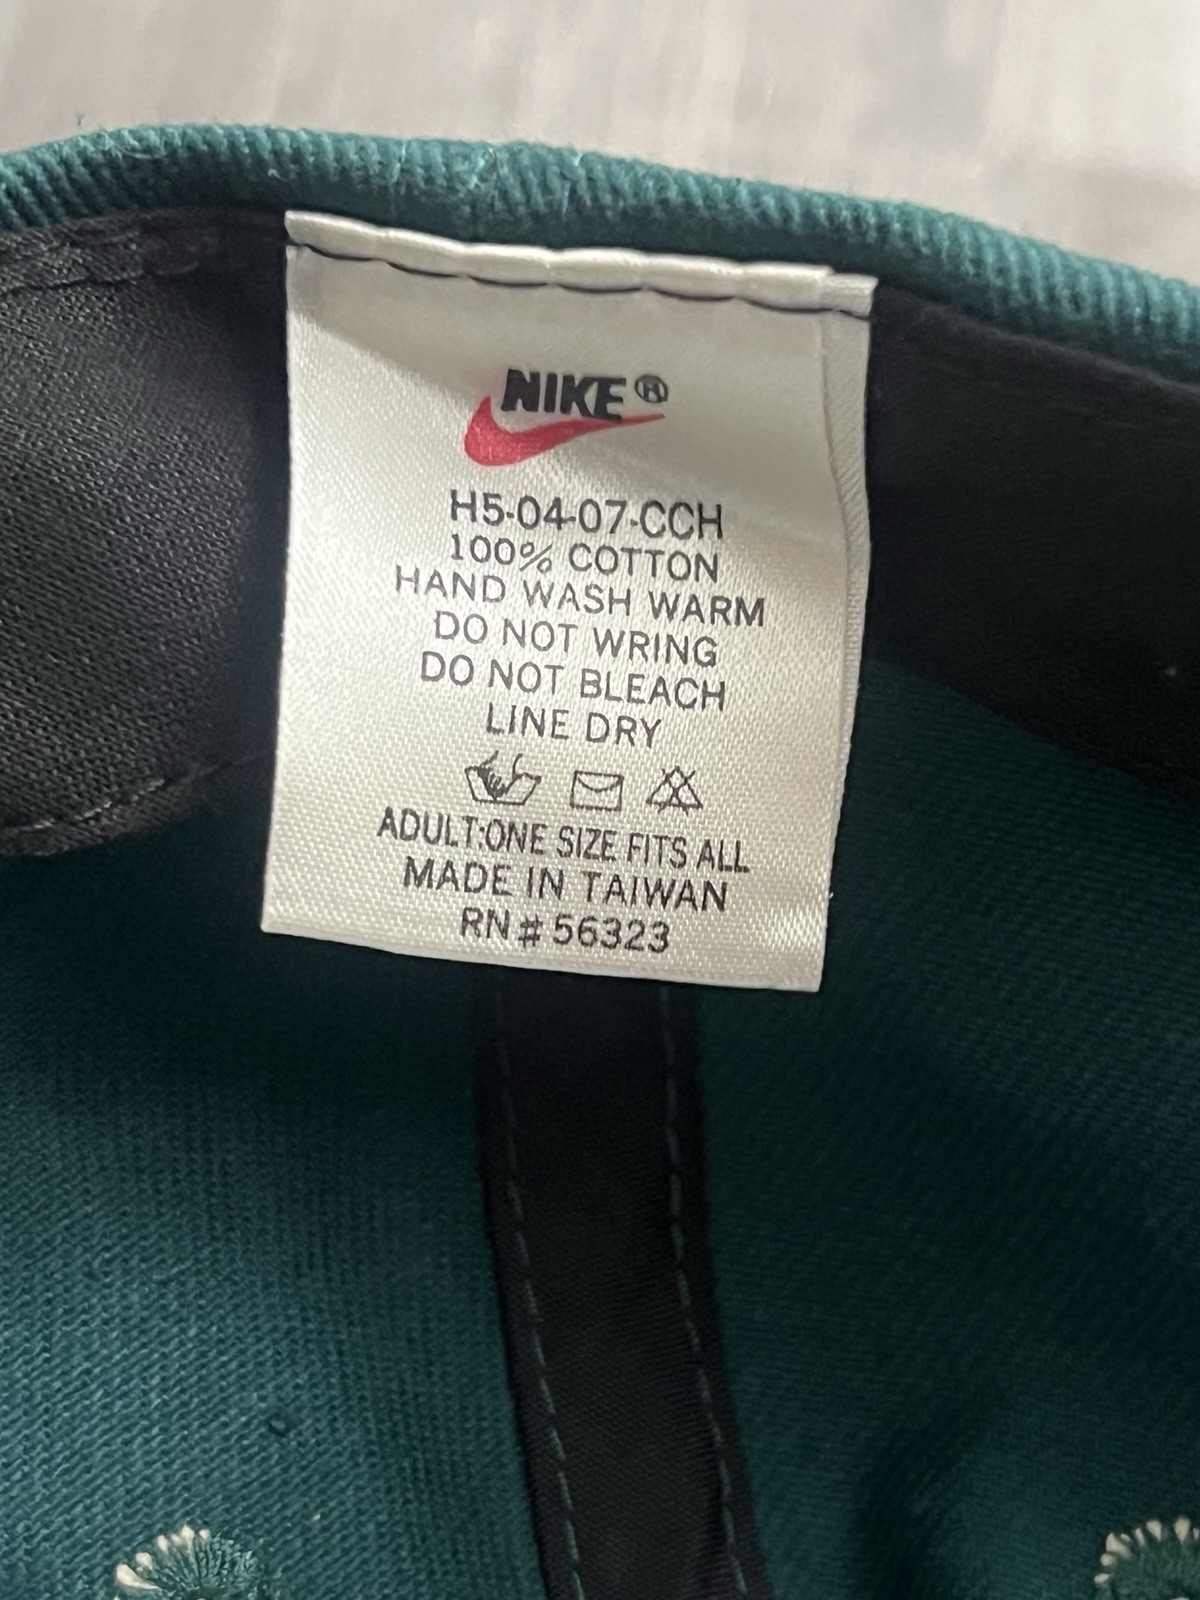 NIKE®
H5-04-07-CCH
100% COTTON
HAND WASH WARM
DO NOT WRING
DO NOT BLEACH
LINE DRY
ADULT:ONE SIZE FITS ALL
MADE IN TAIWAN
RN # 56323